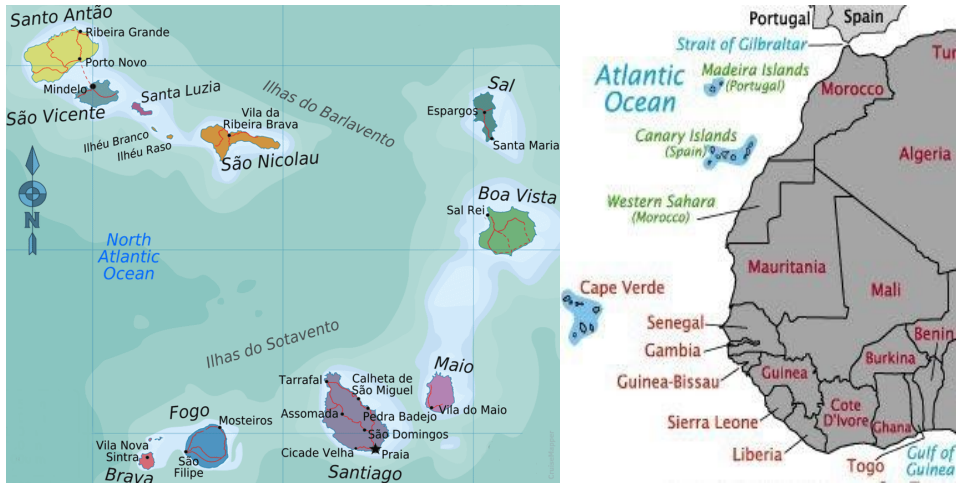 Santo Antão
Ribeira Grande
Porto Novo
Mindelo
São Vicente
Santa Luzia
Ilhéu Branco
Ilhéu Raso
Vila da
Ribeira Brava
São Nicolau
Ilhas do Barlavento
Sal
Espargos
Santa Maria
Boa Vista
Sal Rei
N
North
Atlantic
Ocean
Ilhas do Sotavento
Maio
Vila do Maio
Tarrafal
Calheta de
São Miguel
Assomada
Pedra Badejo
São Domingos
Cicade Velha
Praia
Santiago
Fogo
Mosteiros
São
Filipe
Vila Nova
Sintra
Brava
Portugal
Spain
Strait of Gilbraltar
Tur
Atlantic
Ocean
Madeira Islands
(Portugal)
Morocco
Canary Islands
(Spain)
Algeria
Western Sahara
(Morocco)
Mauritania
Mali
Cape Verde
Senegal
Gambia
Guinea-Bissau
Guinea
Burkina
Benin
Sierra Leone
Cote
D'Ivore
Ghana
Liberia
Togo
Gulf of
Guinea